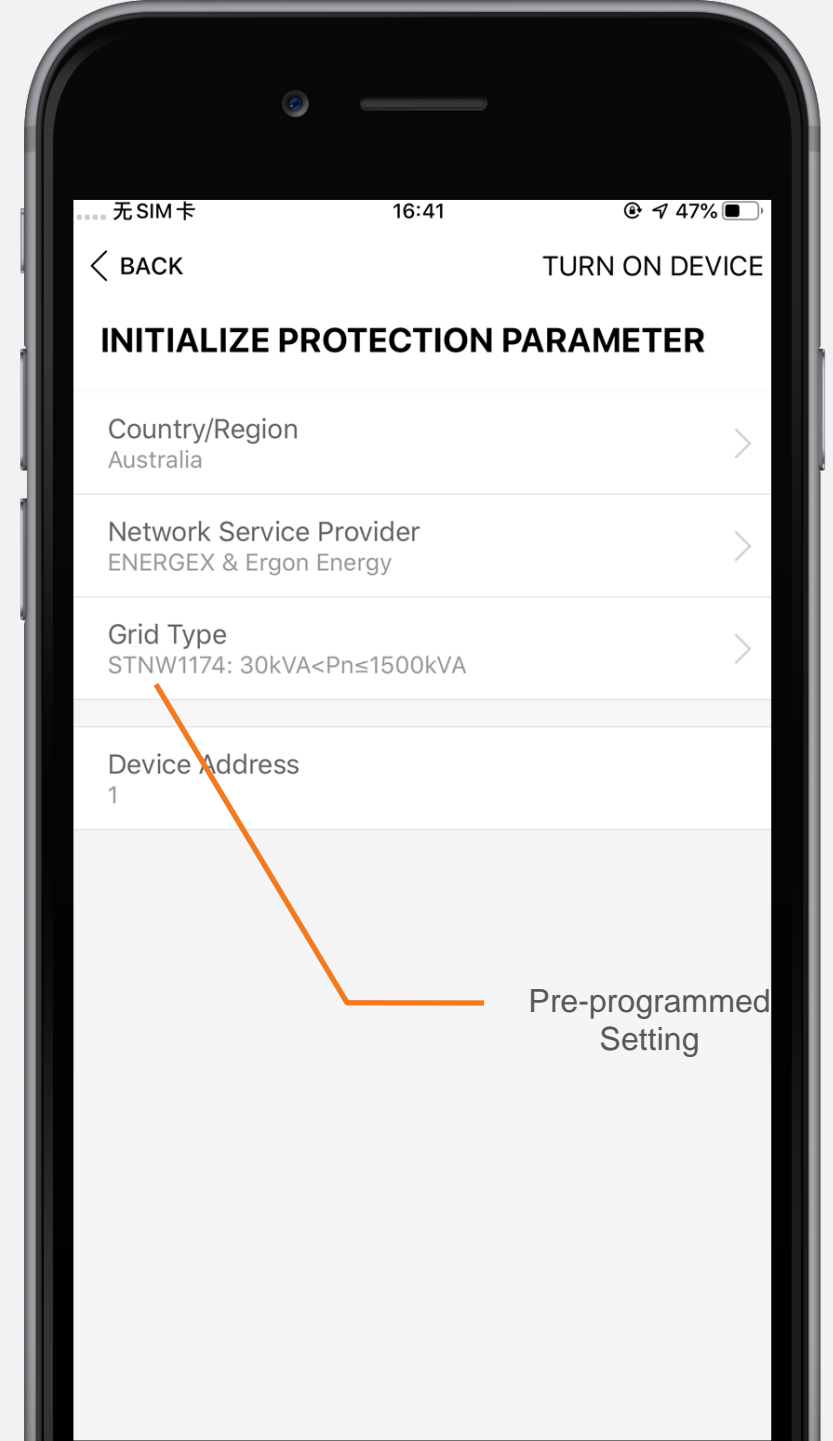 无SIM卡 16:41 47%
BACK TURN ON DEVICE
INITIALIZE PROTECTION PARAMETER
Country/Region
Australia
Network Service Provider
ENERGEX & Ergon Energy
Grid Type
STNW1174: 30kVA<Pn≤1500kVA
Device Address
1
Pre-programmed
Setting